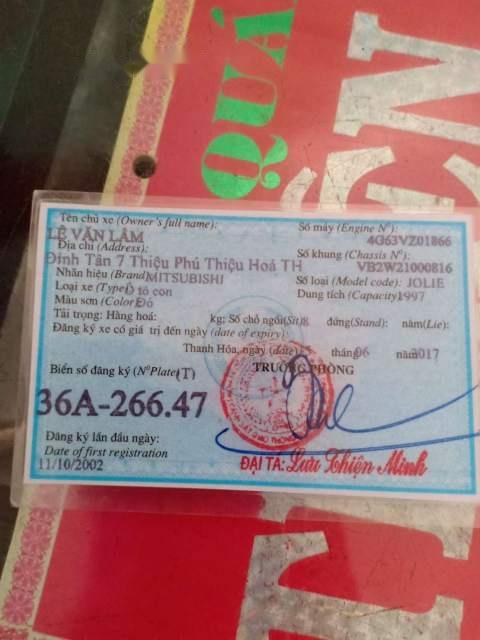 QUÁ
Tên chủ xe (Owner's full name):
LÊ VĂN LÂM
Số máy (Engine Nº):
4G63VZ01866
Địa chỉ (Address):
Đinh Tân 7 Thiệu Phú Thiệu Hoá TH
Số khung (Chassis Nº):
VB2W21000816
Nhãn hiệu (Brand) MITSUBISHI
Số loại (Model code): JOLIE
Loại xe (Type) Ô tô con
Dung tích (Capacity) 1997
Màu sơn (Color) Đỏ
Tải trọng: Hàng hoá: kg; Số chỗ ngồi(Sit) 8 đứng(Stand): nằm(Lie):
Đăng ký xe có giá trị đến ngày (date of expiry):
Thanh Hóa, ngày (date) tháng 06 năm 2017
Biển số đăng ký (NºPlate) (T)
TRƯỞNG PHÒNG
36A-266.47
Đăng ký lần đầu ngày:
Date of first registration
11/10/2002
ĐẠI TÁ: Lưu Thiện Minh